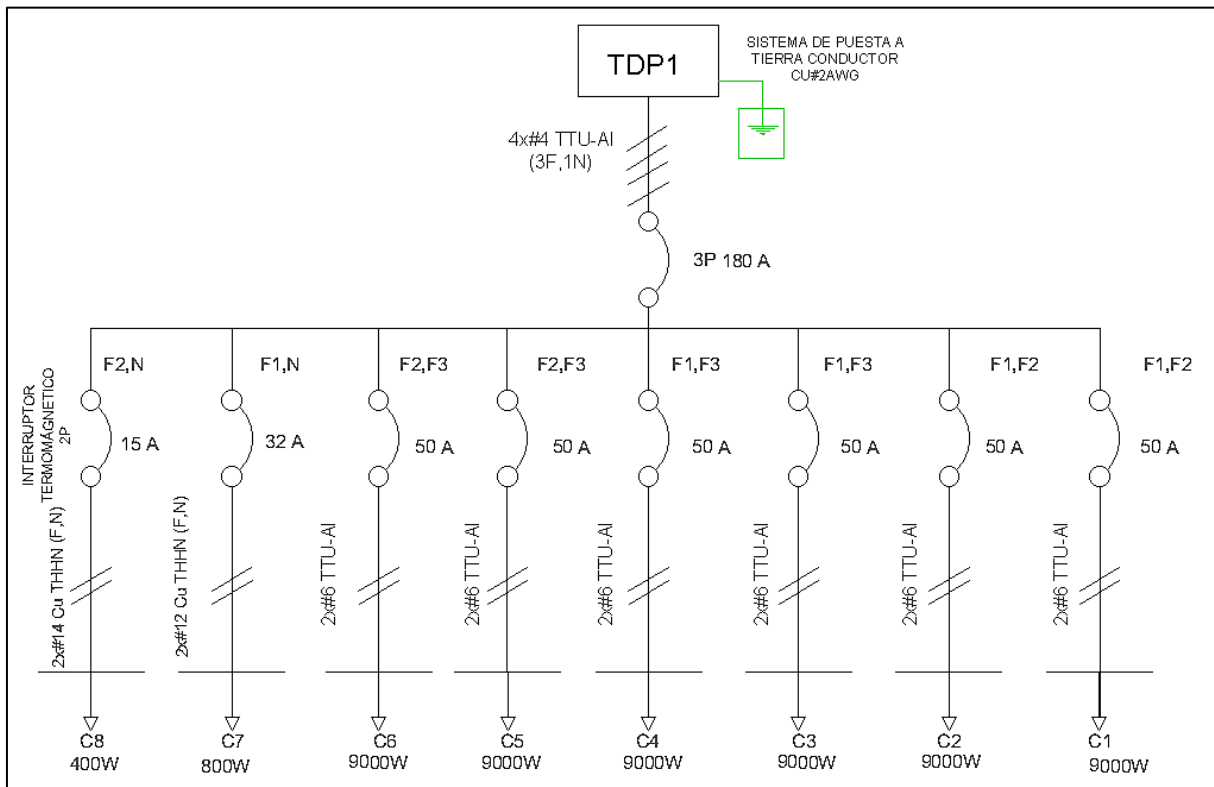 TDP1
SISTEMA DE PUESTA A
TIERRA CONDUCTOR
CU#2AWG
4x#4 TTU-Al
(3F,1N)
3P 180 A
F2,N
F1,N
F2,F3
F2,F3
F1,F3
F1,F3
F1,F2
F1,F2
INTERRUPTOR
TERMOMÁGNETICO
2P
15 A
32 A
50 A
50 A
50 A
50 A
50 A
50 A
2x#14 Cu THHN (F,N)
2x#12 Cu THHN (F,N)
2x#6 TTU-Al
2x#6 TTU-Al
2x#6 TTU-Al
2x#6 TTU-Al
2x#6 TTU-Al
2x#6 TTU-Al
C8
400W
C7
800W
C6
9000W
C5
9000W
C4
9000W
C3
9000W
C2
9000W
C1
9000W